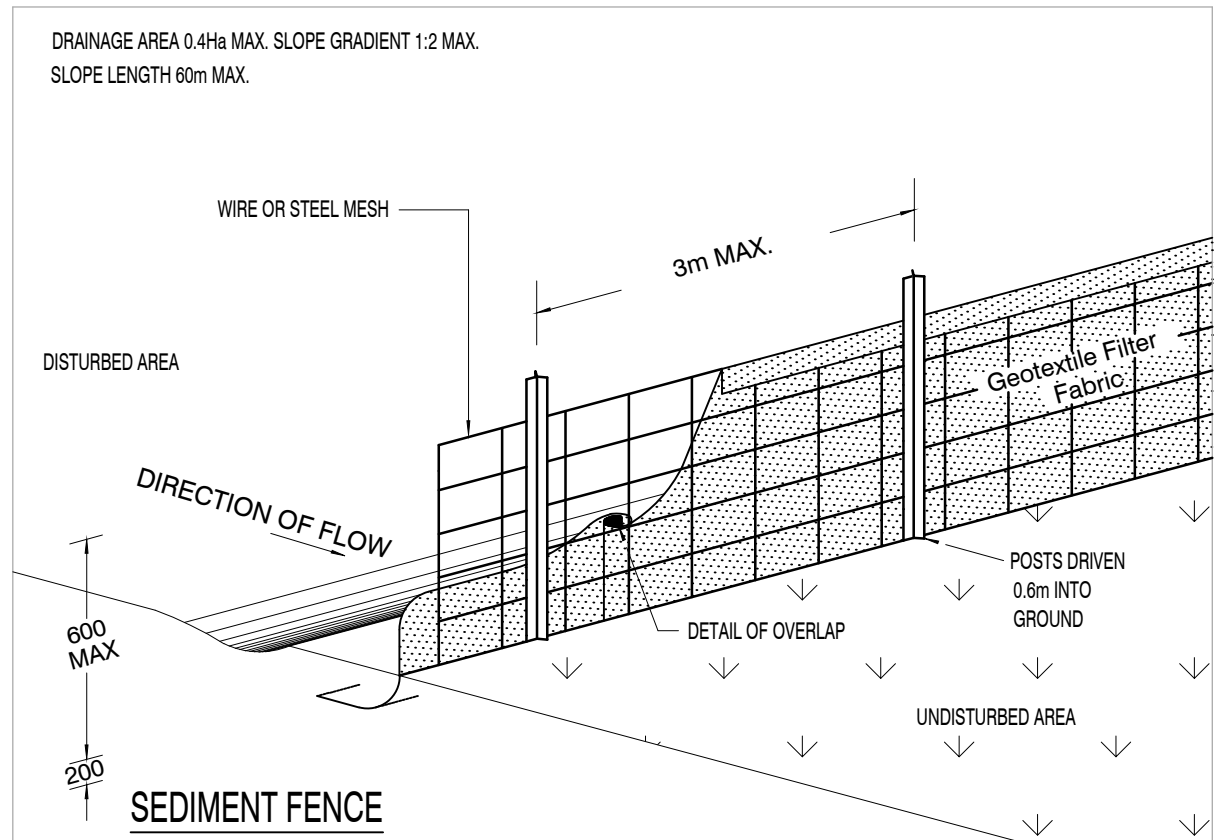 DRAINAGE AREA 0.4Ha MAX. SLOPE GRADIENT 1:2 MAX.
SLOPE LENGTH 60m MAX.
WIRE OR STEEL MESH
3m MAX.
DISTURBED AREA
Geotextile Filter
Fabric
DIRECTION OF FLOW
POSTS DRIVEN
0.6m INTO
GROUND
600
MAX
DETAIL OF OVERLAP
UNDISTURBED AREA
200
SEDIMENT FENCE